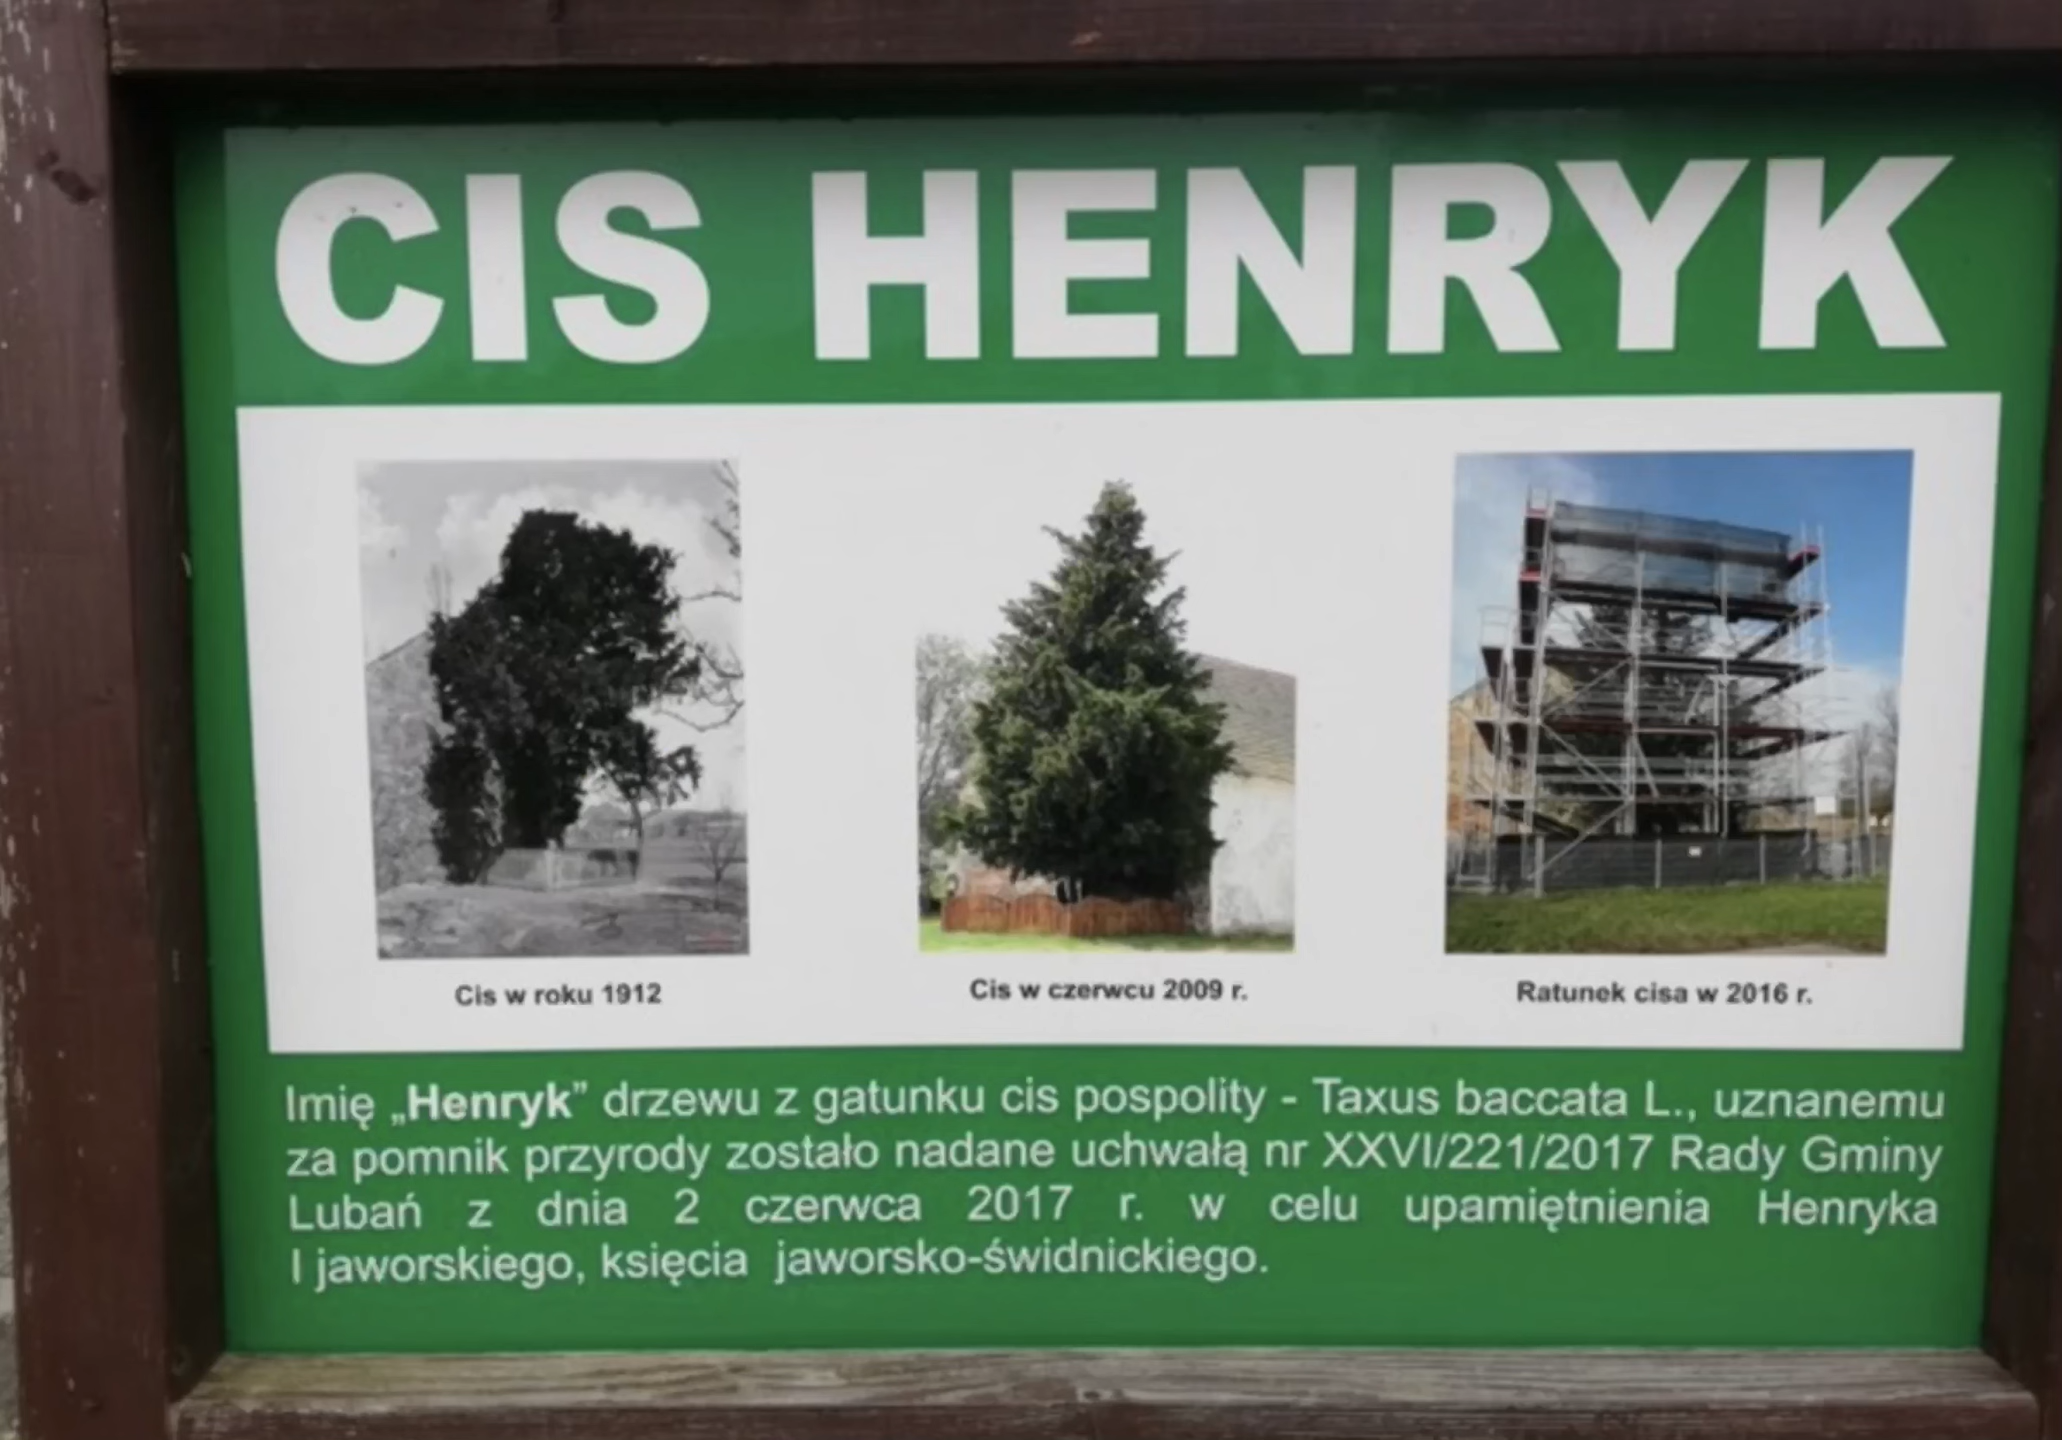 CIS HENRYK
Cis w roku 1912
Cis w czerwcu 2009 r.
Ratunek cisa w 2016 r.
Imię „Henryk” drzewu z gatunku cis pospolity - Taxus baccata L., uznanemu
za pomnik przyrody zostało nadane uchwałą nr XXVI/221/2017 Rady Gminy
Lubań z dnia 2 czerwca 2017 r. w celu upamiętnienia Henryka
I jaworskiego, księcia jaworsko-świdnickiego.